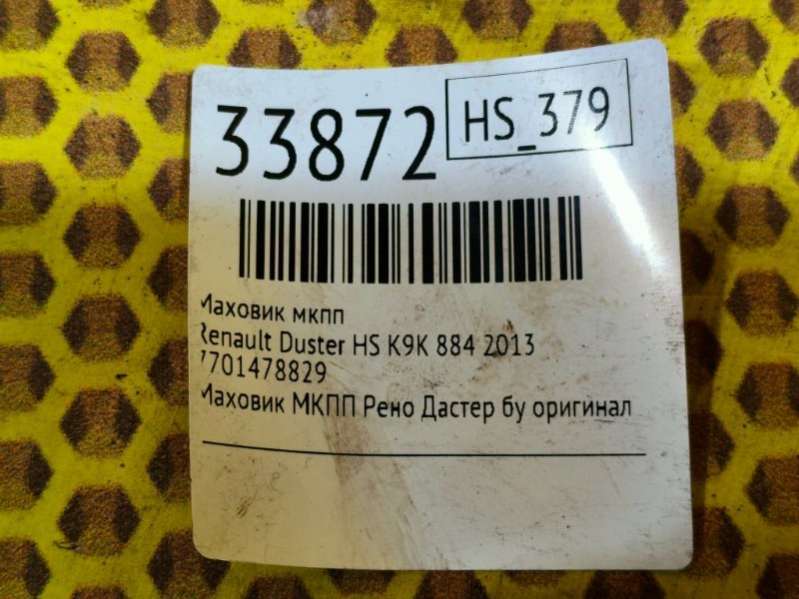 33872 HS_379
Маховик мкпп
Renault Duster HS K9K 884 2013
7701478829
Маховик МКПП Рено Дастер бу оригинал